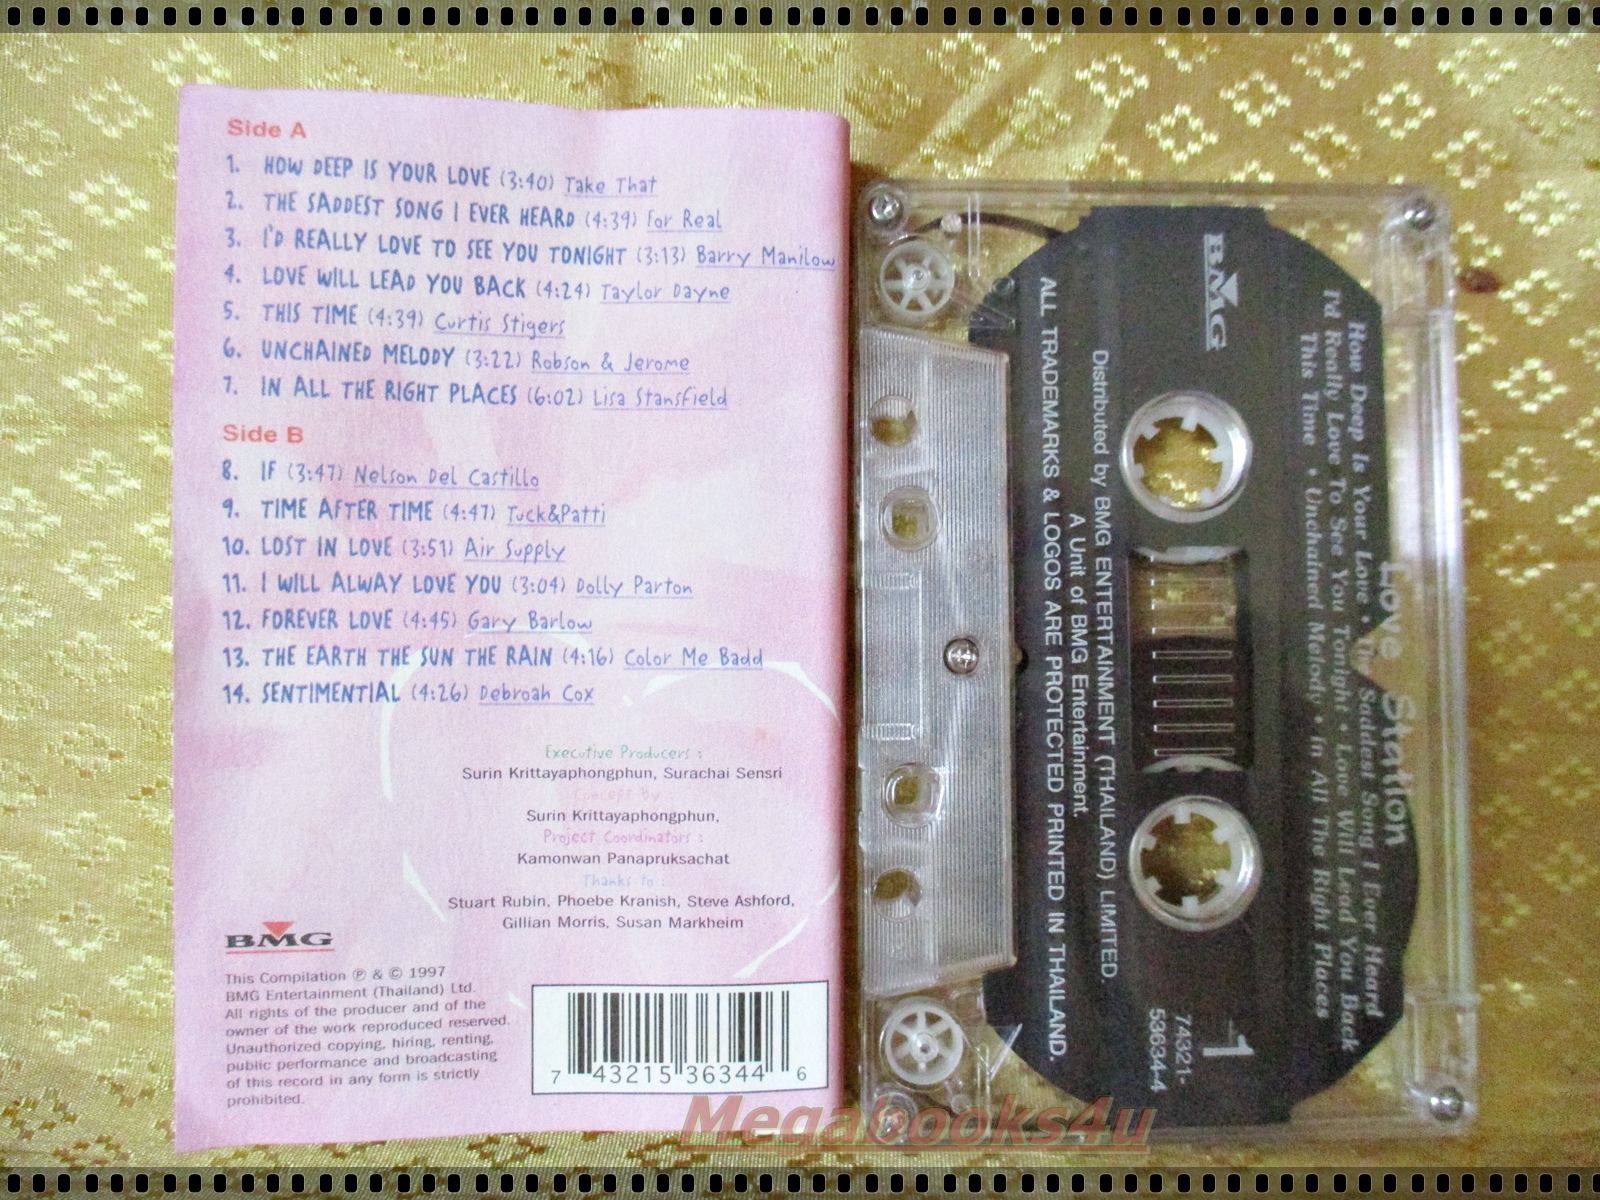 Side A
1. HOW DEEP IS YOUR LOVE (3:40) Take That
2. THE SADDEST SONG I EVER HEARD (4:39) For Real
3. I'D REALLY LOVE TO SEE YOU TONIGHT (3:13) Barry Manilow
4. LOVE WILL LEAD YOU BACK (4:24) Taylor Dayne
5. THIS TIME (4:39) Curtis Stigers
6. UNCHAINED MELODY (3:22) Robson & Jerome
7. IN ALL THE RIGHT PLACES (6:02) Lisa Stansfield
Side B
8. IF (3:47) Nelson Del Castillo
9. TIME AFTER TIME (4:47) Tuck&Patti
10. LOST IN LOVE (3:51) Air Supply
11. I WILL ALWAY LOVE YOU (3:04) Dolly Parton
12. FOREVER LOVE (4:45) Gary Barlow
13. THE EARTH THE SUN THE RAIN (4:16) Color Me Badd
14. SENTIMENTIAL (4:26) Debroah Cox
Executive Producers :
Surin Krittayaphongphun, Surachai Sensri
Concept By :
Surin Krittayaphongphun,
Project Coordinators :
Kamonwan Panapruksachat
Thanks to :
Stuart Rubin, Phoebe Kranish, Steve Ashford,
Gillian Morris, Susan Markheim
BMG
This Compilation ℗ & © 1997
BMG Entertainment (Thailand) Ltd.
All rights of the producer and of the
owner of the work reproduced reserved.
Unauthorized copying, hiring, renting,
public performance and broadcasting
of this record in any form is strictly
prohibited.
7 43215 36344 6
Love Station
How Deep Is Your Love • The Saddest Song I Ever Heard
I'd Really Love To See You Tonight • Love Will Lead You Back
This Time • Unchained Melody • In All The Right Places
BMG
1
74321-
53634-4
Distributed by BMG ENTERTAINMENT (THAILAND) LIMITED.
A Unit of BMG Entertainment.
ALL TRADEMARKS & LOGOS ARE PROTECTED PRINTED IN THAILAND.
Megabooks4u